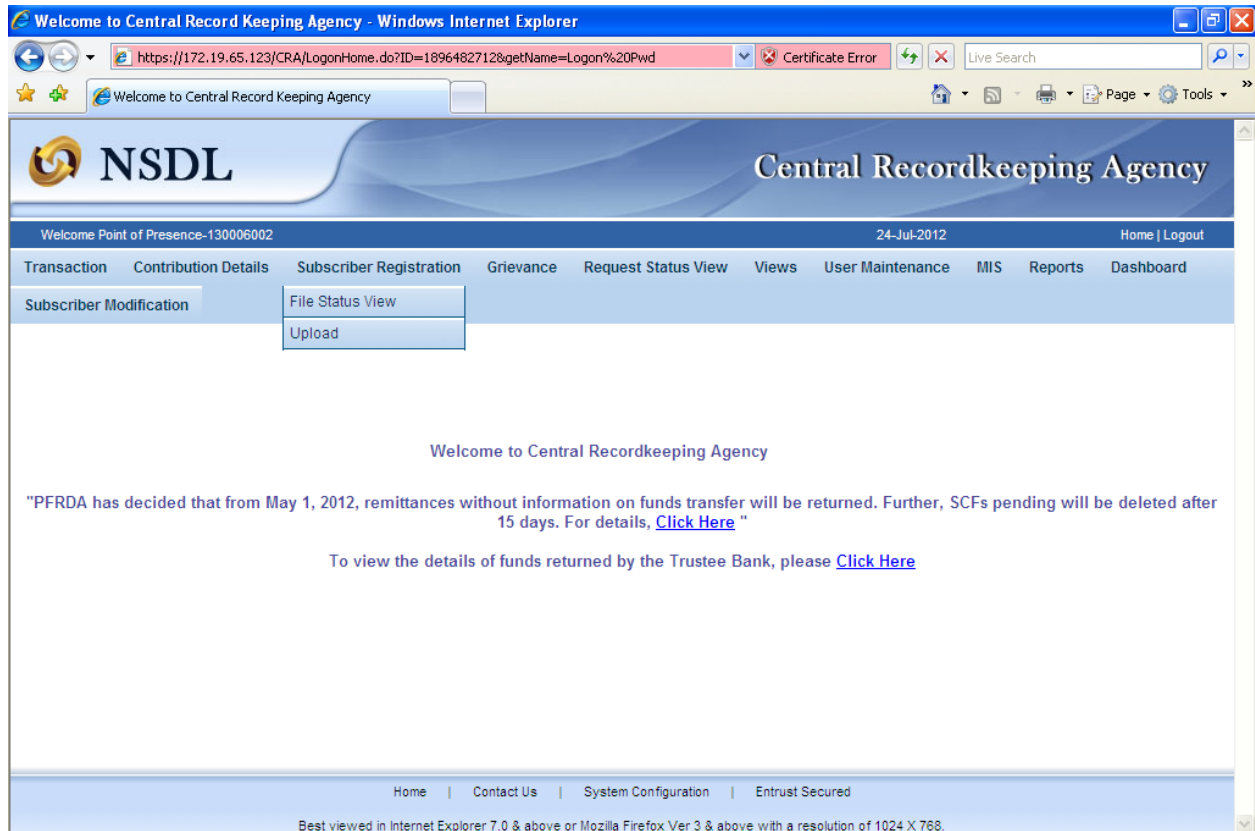 Welcome to Central Record Keeping Agency - Windows Internet Explorer
https://172.19.65.123/CRA/LogonHome.do?ID=1896482712&getName=Logon%20Pwd
Certificate Error
Live Search
Welcome to Central Record Keeping Agency
Page
Tools
»
NSDL
Central Recordkeeping Agency
Welcome Point of Presence-130006002
24-Jul-2012
Home | Logout
Transaction Contribution Details Subscriber Registration Grievance Request Status View Views User Maintenance MIS Reports Dashboard
Subscriber Modification
File Status View
Upload
Welcome to Central Recordkeeping Agency
"PFRDA has decided that from May 1, 2012, remittances without information on funds transfer will be returned. Further, SCFs pending will be deleted after
15 days. For details, Click Here "
To view the details of funds returned by the Trustee Bank, please Click Here
Home | Contact Us | System Configuration | Entrust Secured
Best viewed in Internet Explorer 7.0 & above or Mozilla Firefox Ver 3 & above with a resolution of 1024 X 768.